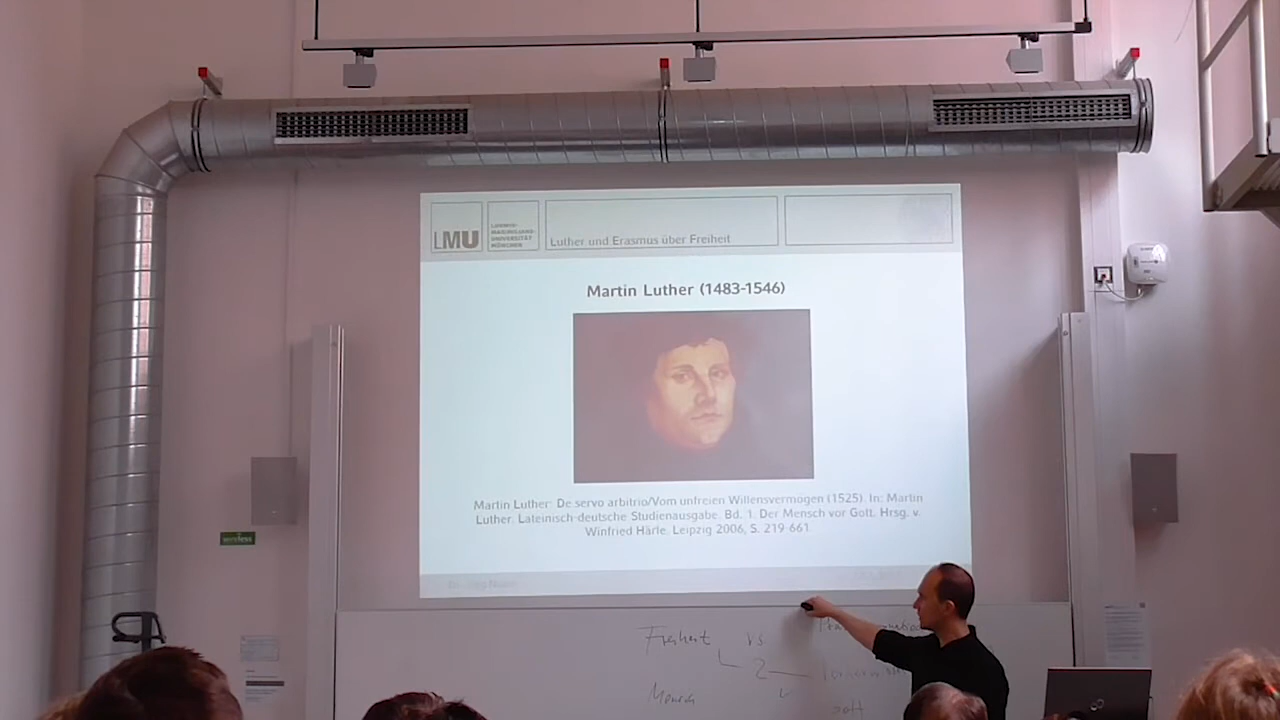 LMU
LUDWIG-
MAXIMILIANS-
UNIVERSITÄT
MÜNCHEN
Luther und Erasmus über Freiheit
Martin Luther (1483-1546)
Martin Luther: De servo arbitrio/Vom unfreien Willensvermögen (1525). In: Martin
Luther. Lateinisch-deutsche Studienausgabe. Bd. 1. Der Mensch vor Gott. Hrsg. v.
Winfried Härle. Leipzig 2006, S. 219-661.
Freiheit vs.
2
Gott